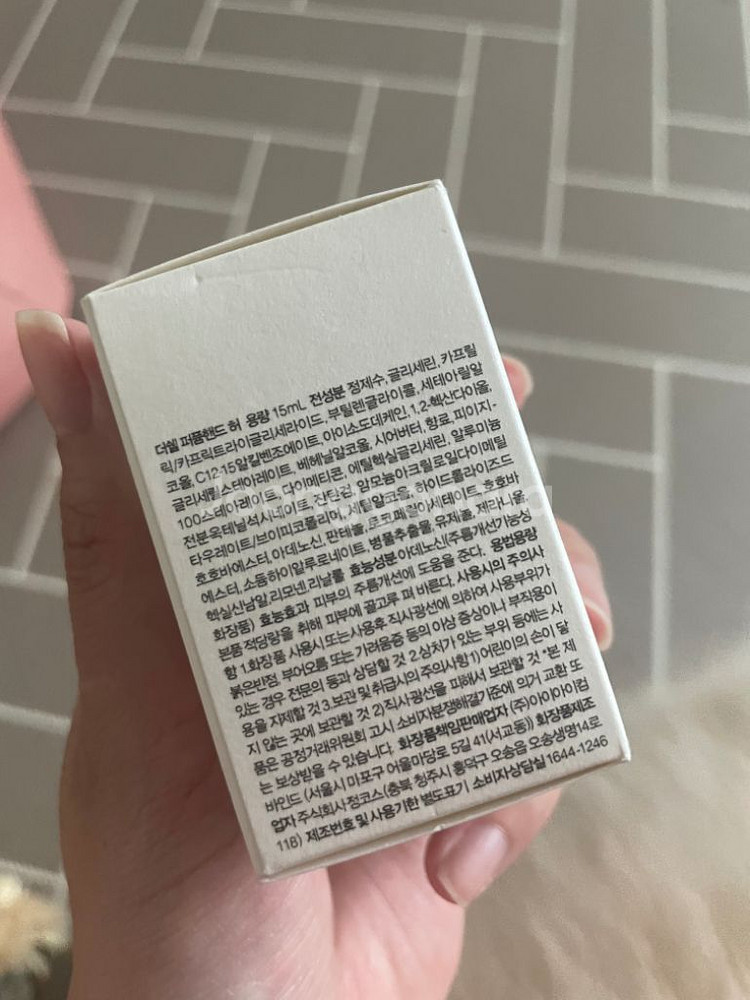 더쉘 퍼퓸핸드 허 용량 15mL 전성분 정제수, 글리세린, 카프릴
릭/카프릭트라이글리세라이드, 부틸렌글라이콜, 세테아릴알
코올, C12-15알킬벤조에이트, 아이소도데케인, 1,2-헥산다이올,
글리세릴스테아레이트, 베헤닐알코올, 시어버터, 향료, 피이지-
100스테아레이트, 다이메티콘, 에틸헥실글리세린, 알루미늄
전분옥테닐석시네이트, 잔탄검, 암모늄아크릴로일다이메틸
타우레이트/브이피코폴리머, 세틸알코올, 하이드롤라이즈드
호호바에스터, 아데노신, 판테놀, 토코페릴아세테이트, 호호바
에스터, 소듐하이알루로네이트, 병풀추출물, 유제놀, 제라니올,
헥실신남알, 리모넨, 리날룰 효능성분 아데노신(주름개선기능성
화장품) 효능효과 피부의 주름개선에 도움을 준다. 용법용량
본품 적당량을 취해 피부에 골고루 펴 바른다. 사용시의 주의사
항 1.화장품 사용시 또는 사용후 직사광선에 의하여 사용부위가
붉은반점, 부어오름 또는 가려움증 등의 이상 증상이나 부작용이
있는 경우 전문의 등과 상담할 것 2.상처가 있는 부위 등에는 사
용을 자제할 것 3.보관 및 취급시의 주의사항 1)어린이의 손이 닿
지 않는 곳에 보관할 것 2)직사광선을 피해서 보관할 것 *본 제
품은 공정거래위원회 고시 소비자분쟁해결기준에 의거 교환 또
는 보상받을 수 있습니다. 화장품책임판매업자 (주)아이아이컴
바인드 (서울시 마포구 어울마당로 5길 41(서교동)) 화장품제조
업자 주식회사 정코스(충북 청주시 흥덕구 오송읍 오송생명14로
118) 제조번호 및 사용기한 별도표기 소비자상담실 1644-1246